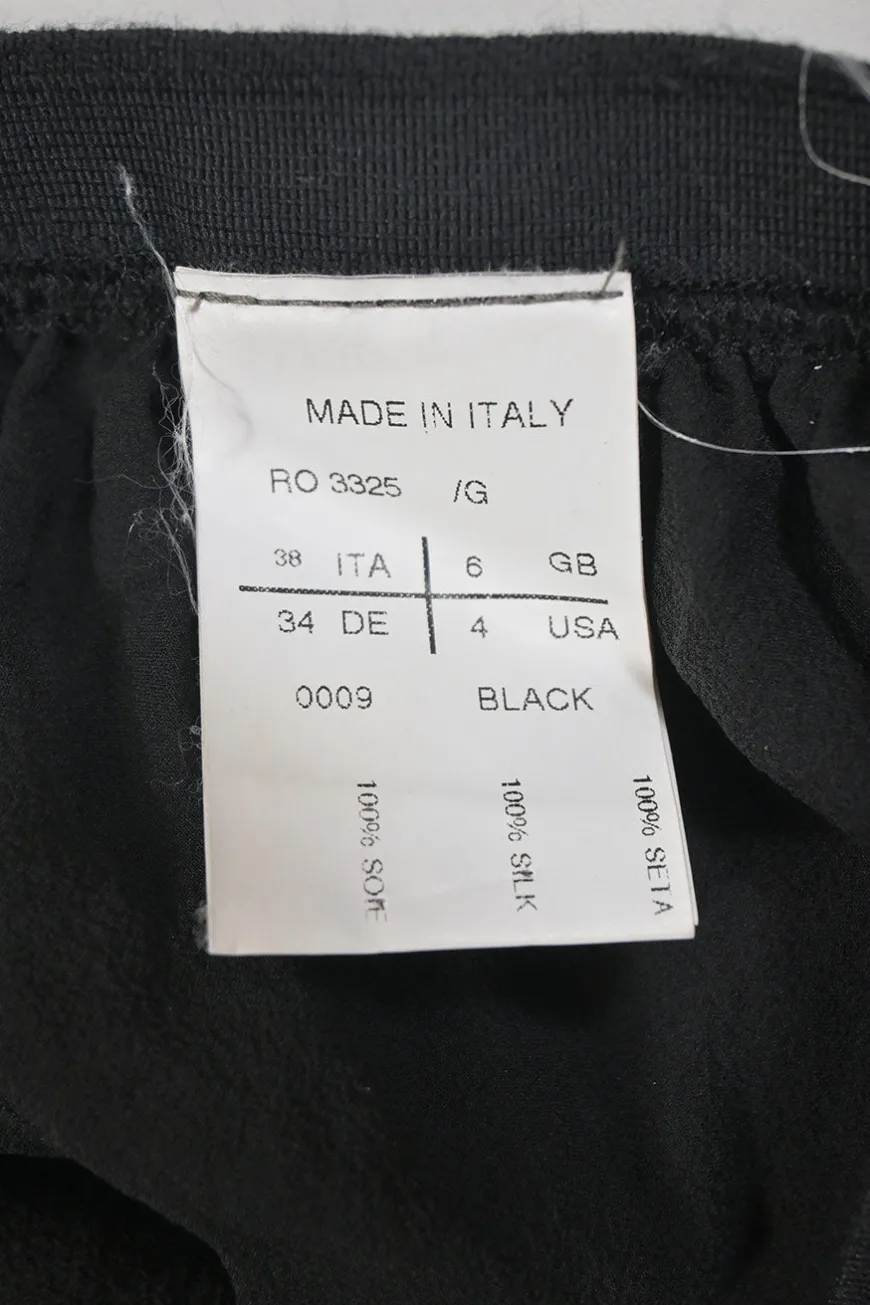 MADE IN ITALY
RO 3325 /G
38 ITA 6 GB
34 DE 4 USA
0009 BLACK
100% SOIE
100% SILK
100% SETA